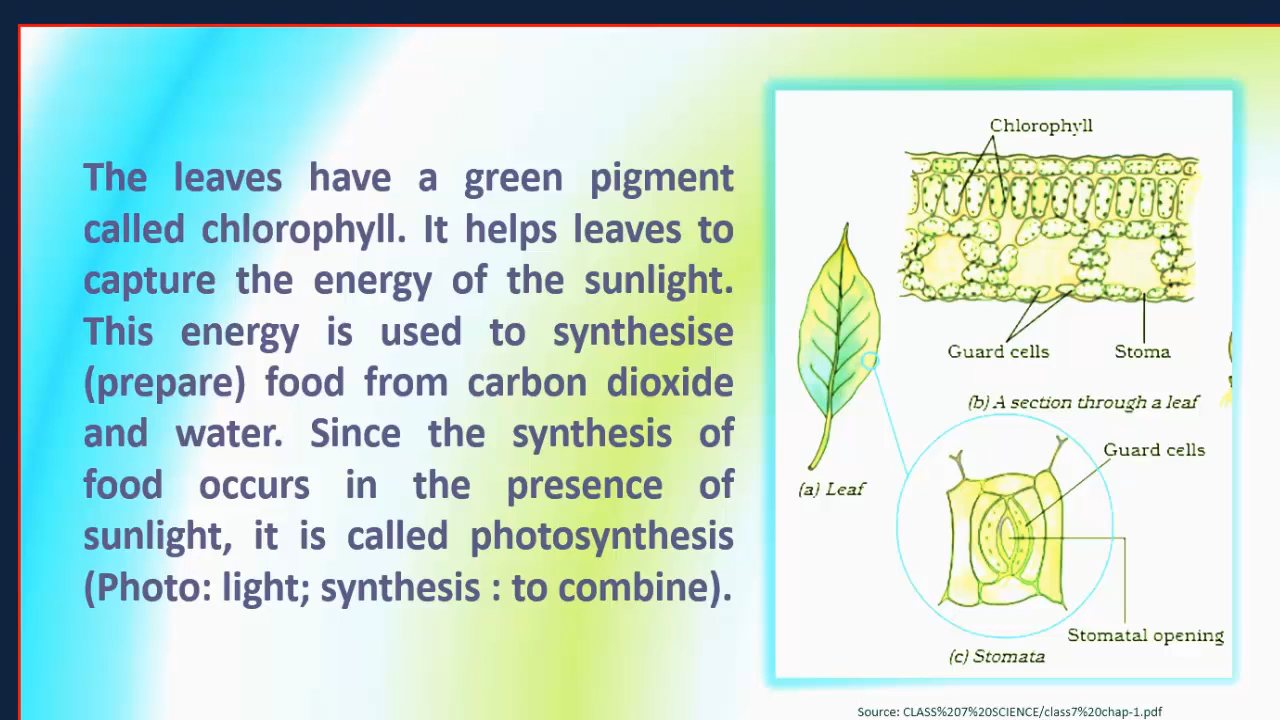 The leaves have a green pigment
called chlorophyll. It helps leaves to
capture the energy of the sunlight.
This energy is used to synthesise
(prepare) food from carbon dioxide
and water. Since the synthesis of
food occurs in the presence of
sunlight, it is called photosynthesis
(Photo: light; synthesis : to combine).
Chlorophyll
Guard cells
Stoma
(b) A section through a leaf
Guard cells
(a) Leaf
Stomatal opening
(c) Stomata
Source: CLASS%207%20SCIENCE/class7%20chap-1.pdf